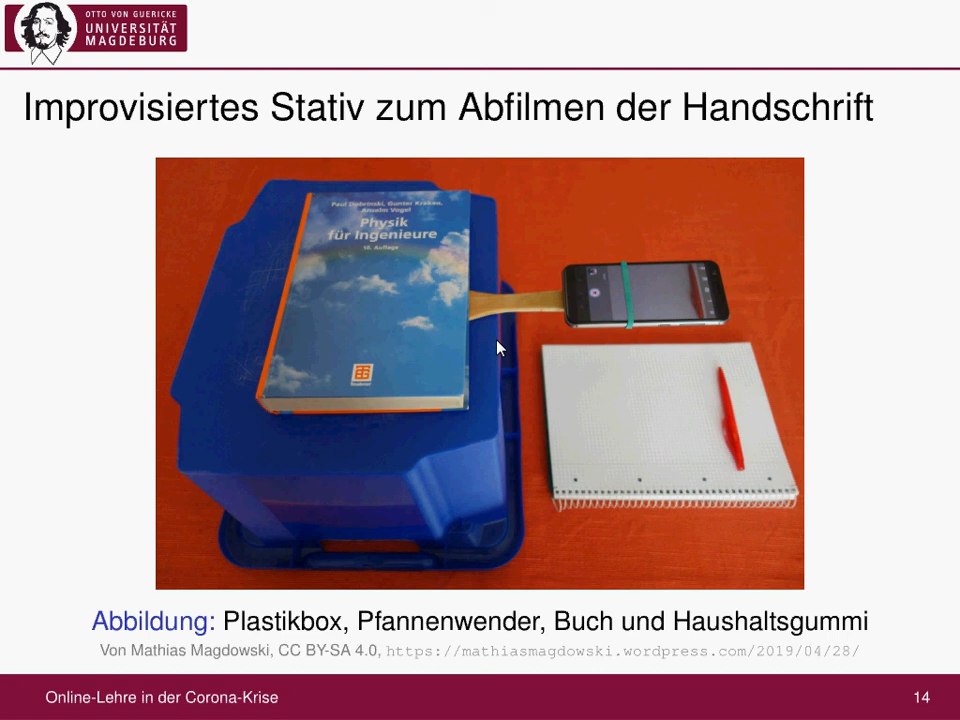 OTTO VON GUERICKE
UNIVERSITÄT
MAGDEBURG
Improvisiertes Stativ zum Abfilmen der Handschrift
Paul Dobrinski, Gunter Krakau,
Anselm Vogel
Physik
für Ingenieure
10. Auflage
Teubner
Abbildung: Plastikbox, Pfannenwender, Buch und Haushaltsgummi
Von Mathias Magdowski, CC BY-SA 4.0, https://mathiasmagdowski.wordpress.com/2019/04/28/
Online-Lehre in der Corona-Krise
14